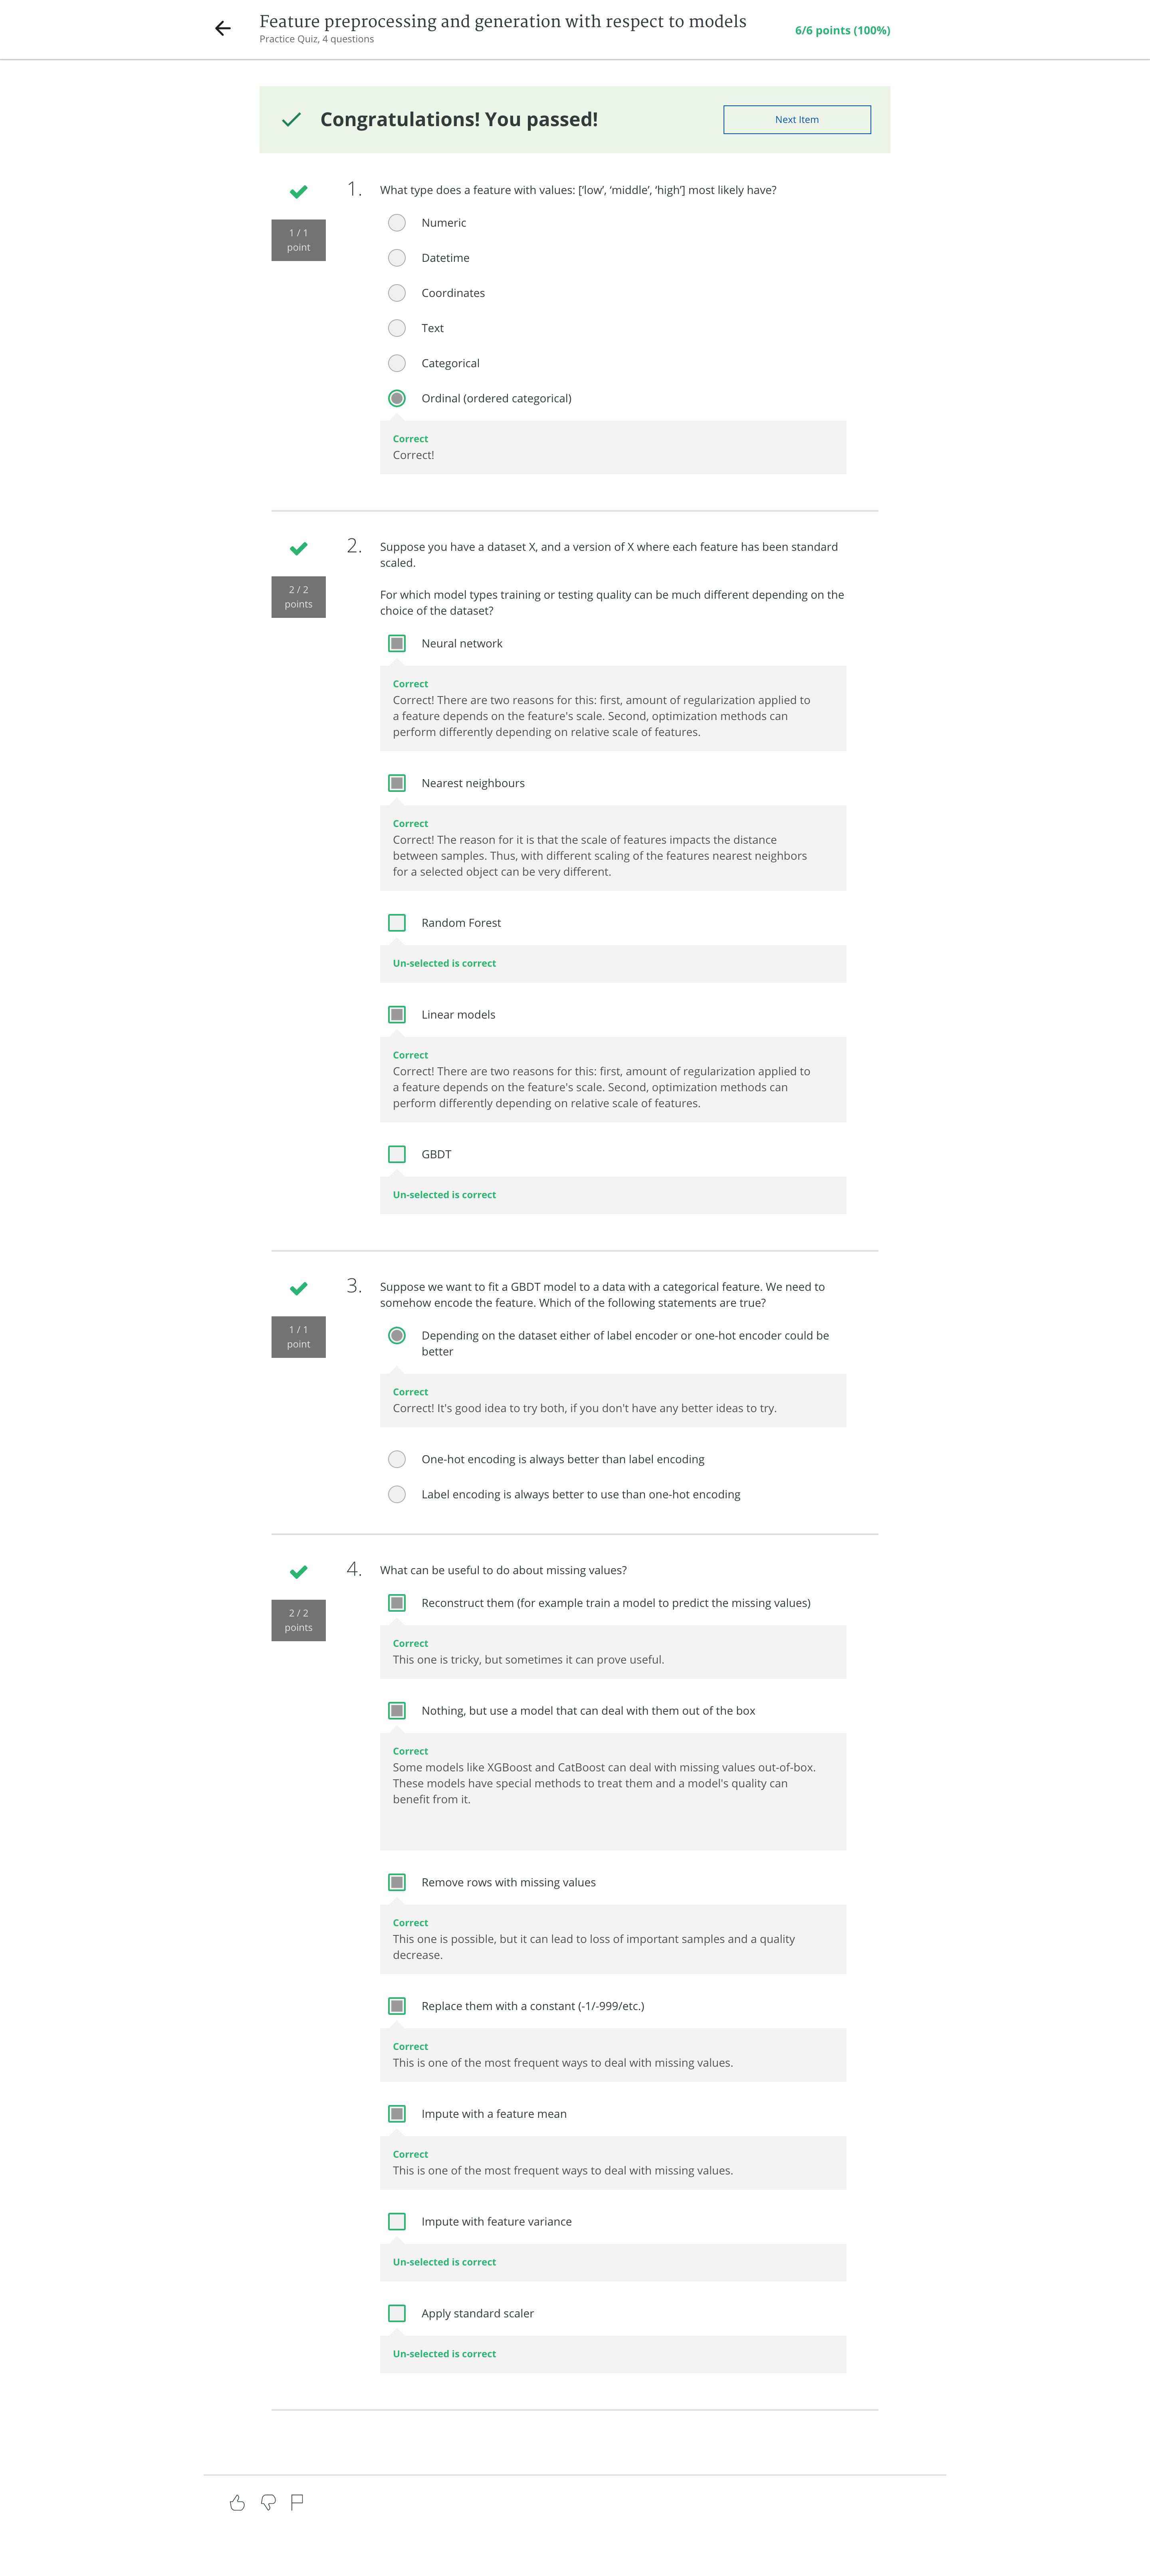 Feature preprocessing and generation with respect to models
Practice Quiz, 4 questions
6/6 points (100%)
Congratulations! You passed!
Next Item
1 / 1
point
1.
What type does a feature with values: [‘low’, ‘middle’, ‘high’] most likely have?
Numeric
Datetime
Coordinates
Text
Categorical
Ordinal (ordered categorical)
Correct
Correct!
2 / 2
points
2.
Suppose you have a dataset X, and a version of X where each feature has been standard
scaled.
For which model types training or testing quality can be much different depending on the
choice of the dataset?
Neural network
Correct
Correct! There are two reasons for this: first, amount of regularization applied to
a feature depends on the feature's scale. Second, optimization methods can
perform differently depending on relative scale of features.
Nearest neighbours
Correct
Correct! The reason for it is that the scale of features impacts the distance
between samples. Thus, with different scaling of the features nearest neighbors
for a selected object can be very different.
Random Forest
Un-selected is correct
Linear models
Correct
Correct! There are two reasons for this: first, amount of regularization applied to
a feature depends on the feature's scale. Second, optimization methods can
perform differently depending on relative scale of features.
GBDT
Un-selected is correct
1 / 1
point
3.
Suppose we want to fit a GBDT model to a data with a categorical feature. We need to
somehow encode the feature. Which of the following statements are true?
Depending on the dataset either of label encoder or one-hot encoder could be
better
Correct
Correct! It's good idea to try both, if you don't have any better ideas to try.
One-hot encoding is always better than label encoding
Label encoding is always better to use than one-hot encoding
2 / 2
points
4.
What can be useful to do about missing values?
Reconstruct them (for example train a model to predict the missing values)
Correct
This one is tricky, but sometimes it can prove useful.
Nothing, but use a model that can deal with them out of the box
Correct
Some models like XGBoost and CatBoost can deal with missing values out-of-box.
These models have special methods to treat them and a model's quality can
benefit from it.
Remove rows with missing values
Correct
This one is possible, but it can lead to loss of important samples and a quality
decrease.
Replace them with a constant (-1/-999/etc.)
Correct
This is one of the most frequent ways to deal with missing values.
Impute with a feature mean
Correct
This is one of the most frequent ways to deal with missing values.
Impute with feature variance
Un-selected is correct
Apply standard scaler
Un-selected is correct